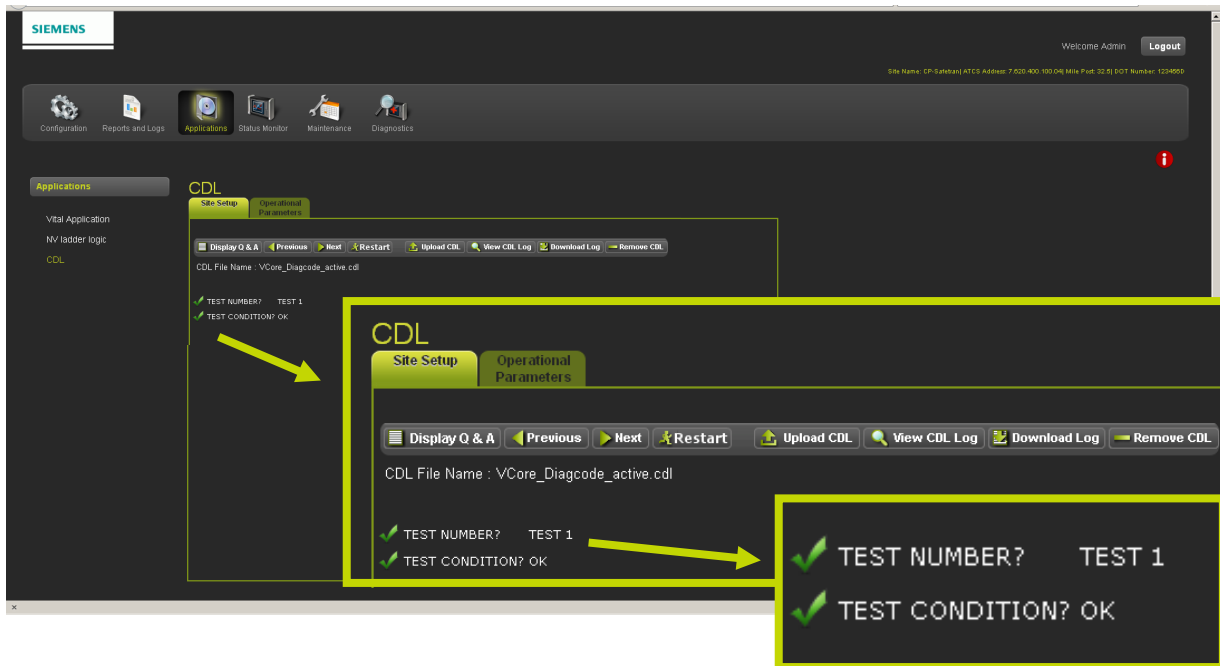 SIEMENS
Welcome Admin
Logout
Site Name: CP-Safetran| ATCS Address: 7.620.400.100.04| Mile Post: 32.5| DOT Number: 123456D
Configuration Reports and Logs Applications Status Monitor Maintenance Diagnostics
Applications
Vital Application
NV ladder logic
CDL
CDL
Site Setup
Operational
Parameters
Display Q & A Previous Next Restart Upload CDL View CDL Log Download Log Remove CDL
CDL File Name : VCore_Diagcode_active.cdl
TEST NUMBER? TEST 1
TEST CONDITION? OK
CDL
Site Setup
Operational
Parameters
Display Q & A Previous Next Restart Upload CDL View CDL Log Download Log Remove CDL
CDL File Name : VCore_Diagcode_active.cdl
TEST NUMBER? TEST 1
TEST CONDITION? OK
TEST NUMBER? TEST 1
TEST CONDITION? OK